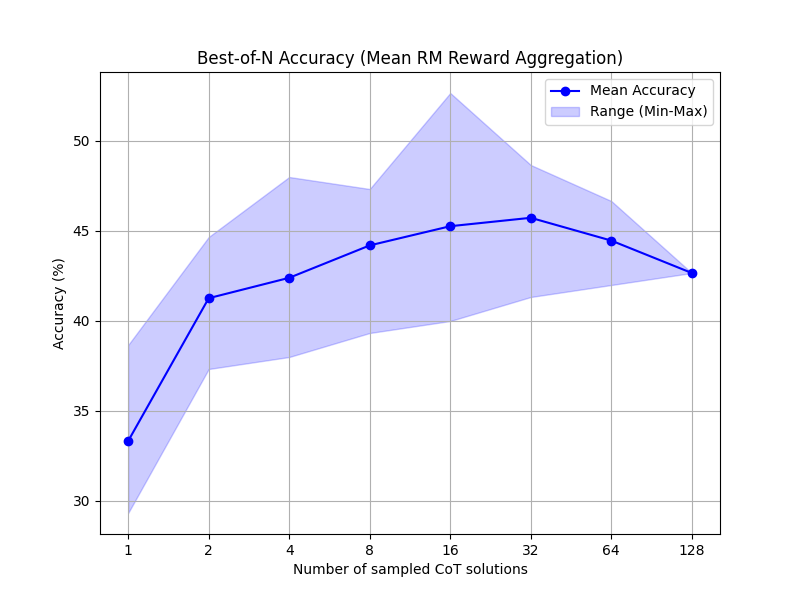 Best-of-N Accuracy (Mean RM Reward Aggregation)
Mean Accuracy
Range (Min-Max)
Accuracy (%)
50
45
40
35
30
1 2 4 8 16 32 64 128
Number of sampled CoT solutions